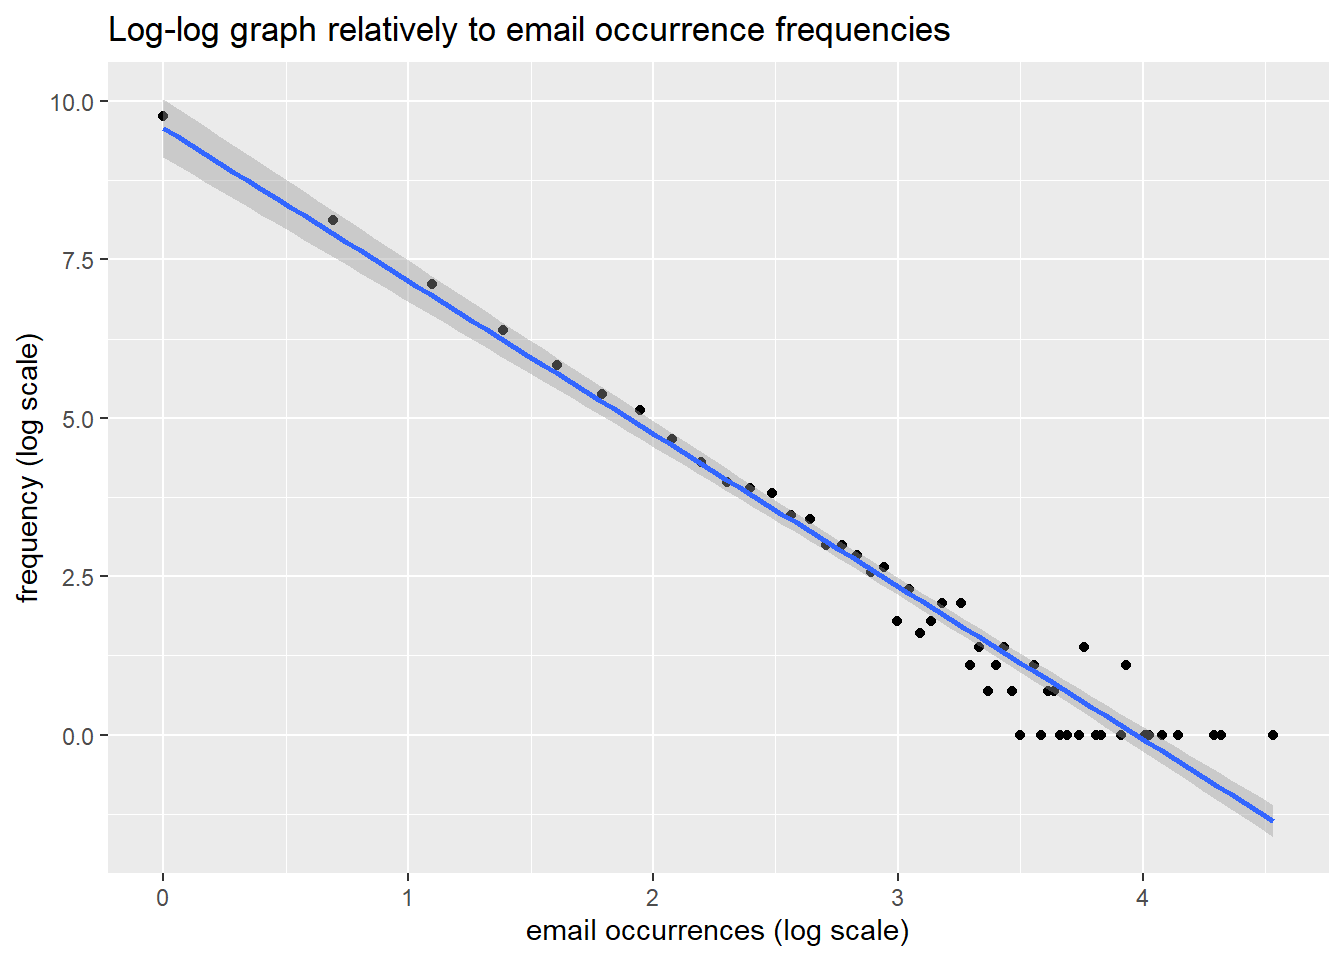 Log-log graph relatively to email occurrence frequencies
10.0
7.5
5.0
2.5
0.0
frequency (log scale)
0 1 2 3 4
email occurrences (log scale)